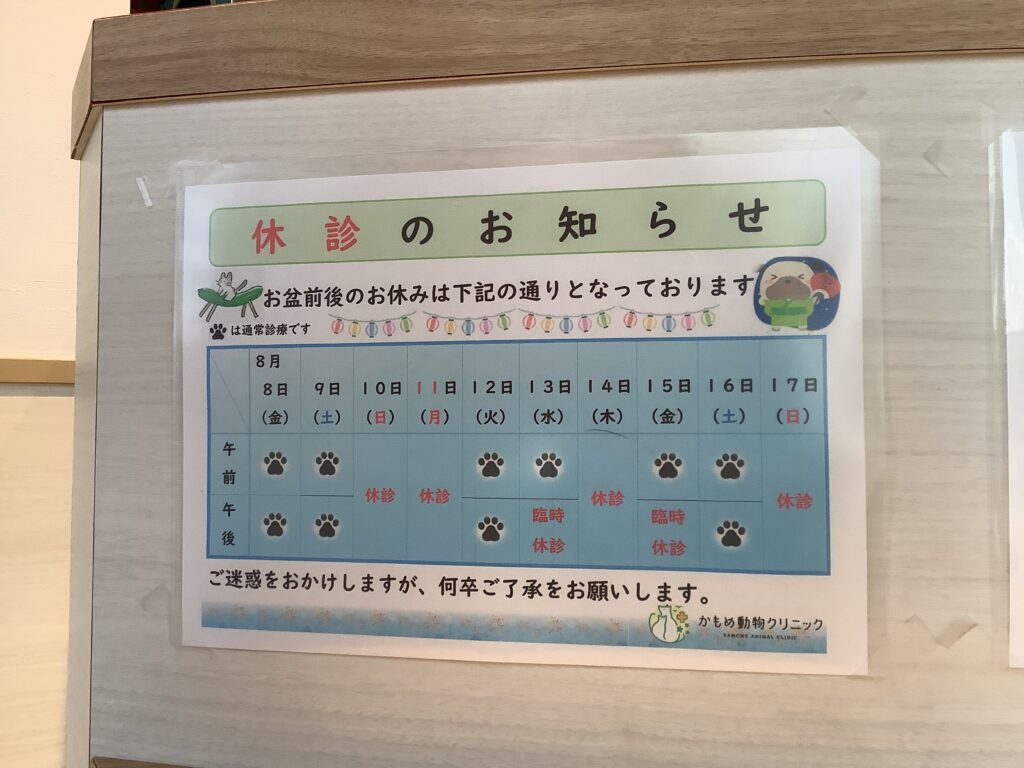 休診のお知らせ
お盆前後のお休みは下記の通りとなっております
は通常診療です
8月
8日 9日 10日 11日 12日 13日 14日 15日 16日 17日
(金) (土) (日) (月) (火) (水) (木) (金) (土) (日)
午前
休診 休診 休診 休診
午後 臨時休診 臨時休診
ご迷惑をおかけしますが、何卒ご了承をお願いします。
かもめ動物クリニック
KAMOME ANIMAL CLINIC